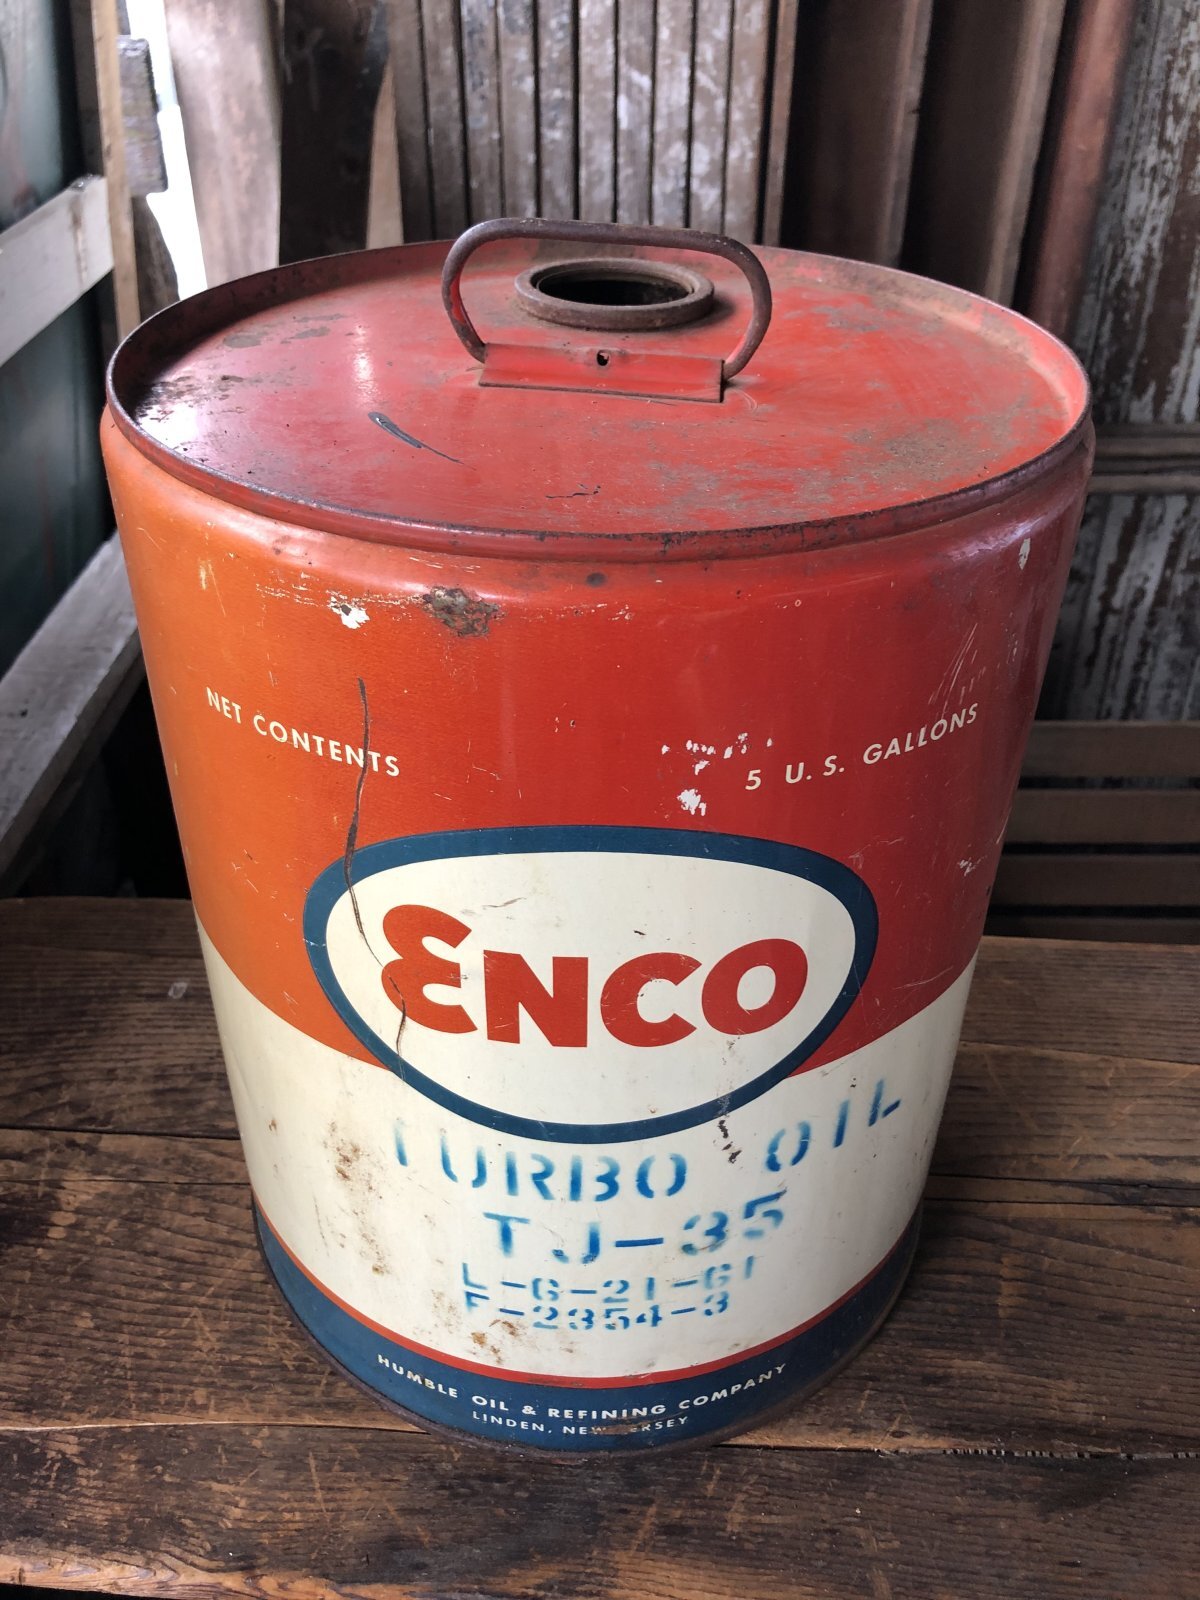 NET CONTENTS
5 U. S. GALLONS
ENCO
TURBO OIL
TJ-35
L-6-21-61
F-2354-3
HUMBLE OIL & REFINING COMPANY
LINDEN, NEW JERSEY